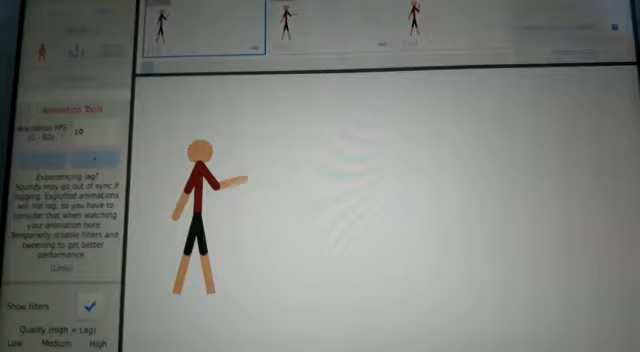 Animation Tools
Animation FPS
(1 - 60)
10
Experiencing lag?
Sounds may go out of sync if
lagging. Exported animations
will not lag, so you have to
consider that when watching
your animation here.
Temporarily disable filters and
tweening to get better
performance.
Show filters
Quality (High = Lag)
Low Medium High